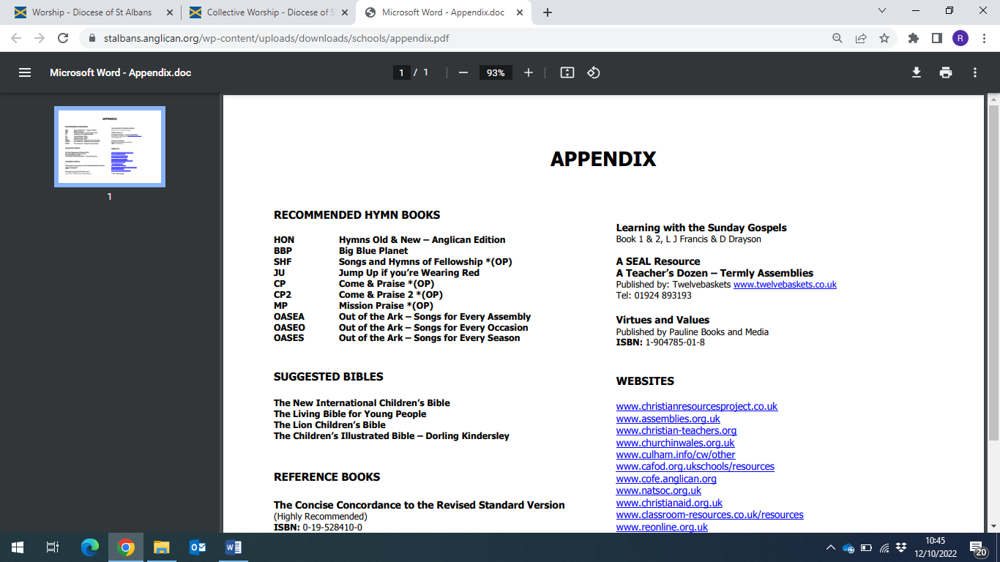 Worship - Diocese of St Albans
Collective Worship - Diocese of S
Microsoft Word - Appendix.doc
stalbans.anglican.org/wp-content/uploads/downloads/schools/appendix.pdf
R
Microsoft Word - Appendix.doc
1 / 1
93%
1
APPENDIX
RECOMMENDED HYMN BOOKS
HON Hymns Old & New – Anglican Edition
BBP Big Blue Planet
SHF Songs and Hymns of Fellowship *(OP)
JU Jump Up if you’re Wearing Red
CP Come & Praise *(OP)
CP2 Come & Praise 2 *(OP)
MP Mission Praise *(OP)
OASEA Out of the Ark – Songs for Every Assembly
OASEO Out of the Ark – Songs for Every Occasion
OASES Out of the Ark – Songs for Every Season
SUGGESTED BIBLES
The New International Children’s Bible
The Living Bible for Young People
The Lion Children’s Bible
The Children’s Illustrated Bible – Dorling Kindersley
REFERENCE BOOKS
The Concise Concordance to the Revised Standard Version
(Highly Recommended)
ISBN: 0-19-528410-0
Learning with the Sunday Gospels
Book 1 & 2, L J Francis & D Drayson
A SEAL Resource
A Teacher’s Dozen – Termly Assemblies
Published by: Twelvebaskets www.twelvebaskets.co.uk
Tel: 01924 893193
Virtues and Values
Published by Pauline Books and Media
ISBN: 1-904785-01-8
WEBSITES
www.christianresourcesproject.co.uk
www.assemblies.org.uk
www.christian-teachers.org
www.churchinwales.org.uk
www.culham.info/cw/other
www.cafod.org.ukschools/resources
www.cofe.anglican.org
www.natsoc.org.uk
www.christianaid.org.uk
www.classroom-resources.co.uk/resources
www.reonline.org.uk
10:45
12/10/2022
20